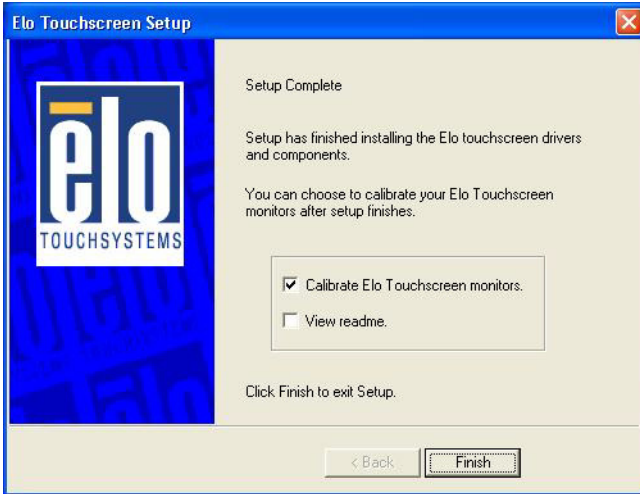 Elo Touchscreen Setup
elo
TOUCHSYSTEMS
Setup Complete
Setup has finished installing the Elo touchscreen drivers
and components.
You can choose to calibrate your Elo Touchscreen
monitors after setup finishes.
Calibrate Elo Touchscreen monitors.
View readme.
Click Finish to exit Setup.
< Back
Finish